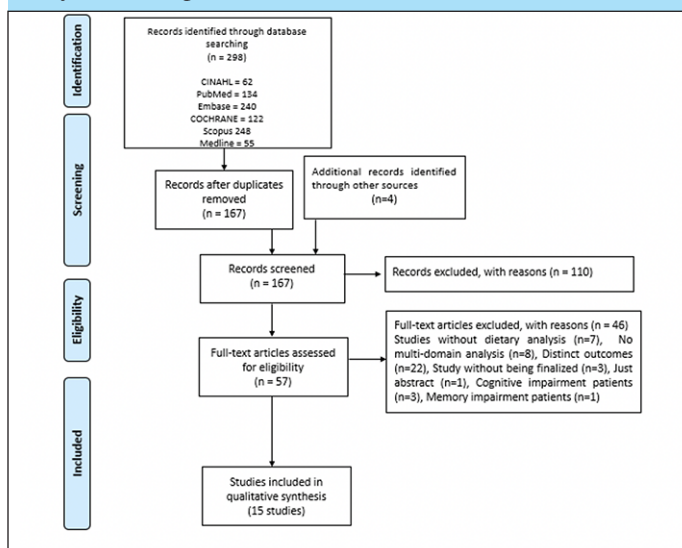 Identification
Records identified through database
searching
(n = 298)
CINAHL = 62
PubMed = 134
Embase = 240
COCHRANE = 122
Scopus 248
Medline = 55
Screening
Records after duplicates
removed
(n = 167)
Additional records identified
through other sources
(n=4)
Records screened
(n = 167)
Records excluded, with reasons (n = 110)
Eligibility
Full-text articles assessed
for eligibility
(n = 57)
Full-text articles excluded, with reasons (n = 46)
Studies without dietary analysis (n=7), No
multi-domain analysis (n=8), Distinct outcomes
(n=22), Study without being finalized (n=3), Just
abstract (n=1), Cognitive impairment patients
(n=3), Memory impairment patients (n=1)
Included
Studies included in
qualitative synthesis
(15 studies)